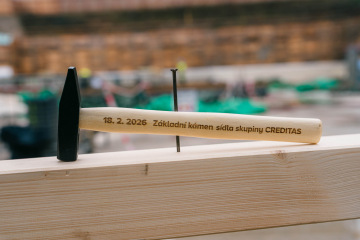 18. 2. 2026 Základní kámen sídla skupiny CREDITAS